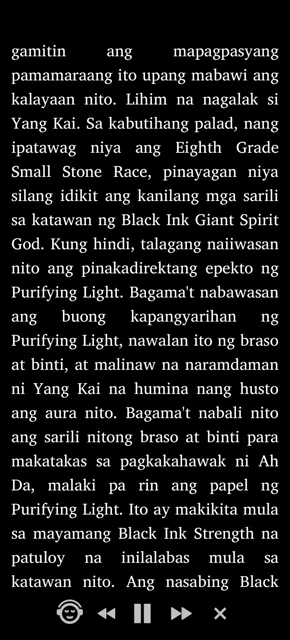 gamitin ang mapagpasyang
pamamaraang ito upang mabawi ang
kalayaan nito. Lihim na nagalak si
Yang Kai. Sa kabutihang palad, nang
ipatawag niya ang Eighth Grade
Small Stone Race, pinayagan niya
silang idikit ang kanilang mga sarili
sa katawan ng Black Ink Giant Spirit
God. Kung hindi, talagang naiiwasan
nito ang pinakadirektang epekto ng
Purifying Light. Bagama't nabawasan
ang buong kapangyarihan ng
Purifying Light, nawalan ito ng braso
at binti, at malinaw na naramdaman
ni Yang Kai na humina nang husto
ang aura nito. Bagama't nabali nito
ang sarili nitong braso at binti para
makatakas sa pagkakahawak ni Ah
Da, malaki pa rin ang papel ng
Purifying Light. Ito ay makikita mula
sa mayamang Black Ink Strength na
patuloy na inilalabas mula sa
katawan nito. Ang nasabing Black